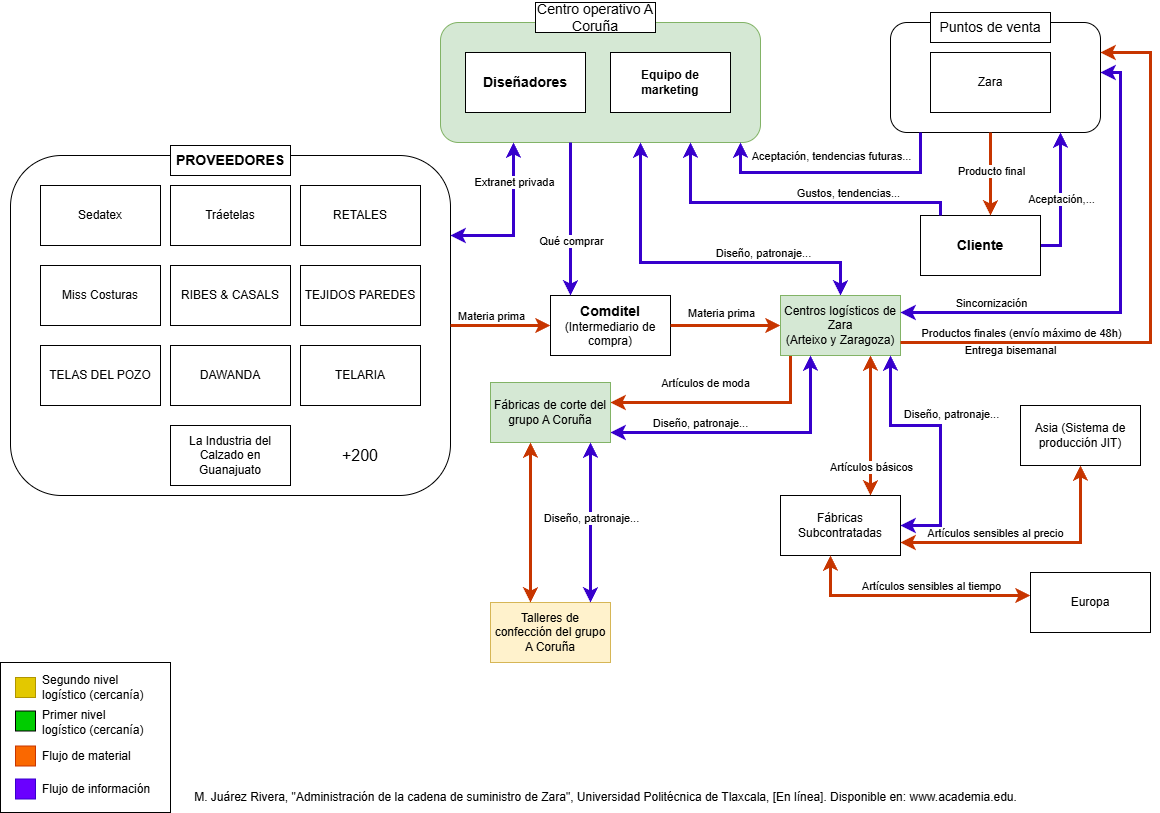 Centro operativo A
Coruña
Diseñadores
Equipo de
marketing
Puntos de venta
Zara
PROVEEDORES
Sedatex
Tráetelas
RETALES
Miss Costuras
RIBES & CASALS
TEJIDOS PAREDES
TELAS DEL POZO
DAWANDA
TELARIA
La Industria del
Calzado en
Guanajuato
+200
Extranet privada
Qué comprar
Aceptación, tendencias futuras...
Gustos, tendencias...
Producto final
Aceptación,...
Cliente
Diseño, patronaje...
Sincornización
Materia prima
Comditel
(Intermediario de
compra)
Materia prima
Centros logísticos de
Zara
(Arteixo y Zaragoza)
Productos finales (envío máximo de 48h)
Entrega bisemanal
Artículos de moda
Fábricas de corte del
grupo A Coruña
Diseño, patronaje...
Diseño, patronaje...
Artículos básicos
Asia (Sistema de
producción JIT)
Diseño, patronaje...
Fábricas
Subcontratadas
Artículos sensibles al precio
Artículos sensibles al tiempo
Europa
Talleres de
confección del grupo
A Coruña
Segundo nivel
logístico (cercanía)
Primer nivel
logístico (cercanía)
Flujo de material
Flujo de información
M. Juárez Rivera, "Administración de la cadena de suministro de Zara", Universidad Politécnica de Tlaxcala, [En línea]. Disponible en: www.academia.edu.